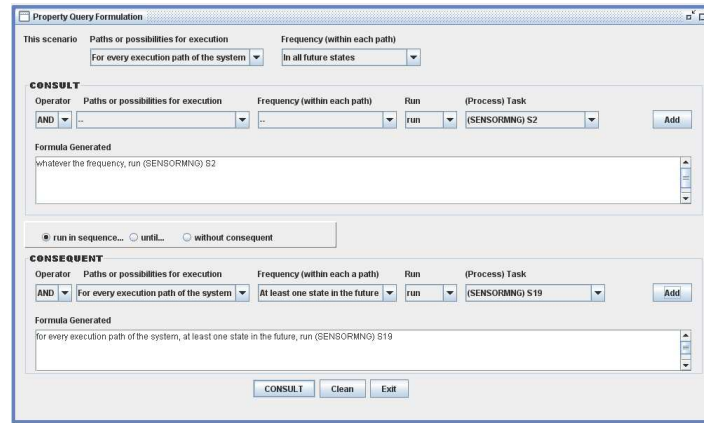 Property Query Formulation
This scenario Paths or possibilities for execution Frequency (within each path)
For every execution path of the system In all future states
CONSULT
Operator Paths or possibilities for execution Frequency (within each path) Run (Process) Task
AND -- -- run (SENSORMNG) S2 Add
Formula Generated
whatever the frequency, run (SENSORMNG) S2
run in sequence... until... without consequent
CONSEQUENT
Operator Paths or possibilities for execution Frequency (within each a path) Run (Process) Task
AND For every execution path of the system At least one state in the future run (SENSORMNG) S19 Add
Formula Generated
for every execution path of the system, at least one state in the future, run (SENSORMNG) S19
CONSULT Clean Exit